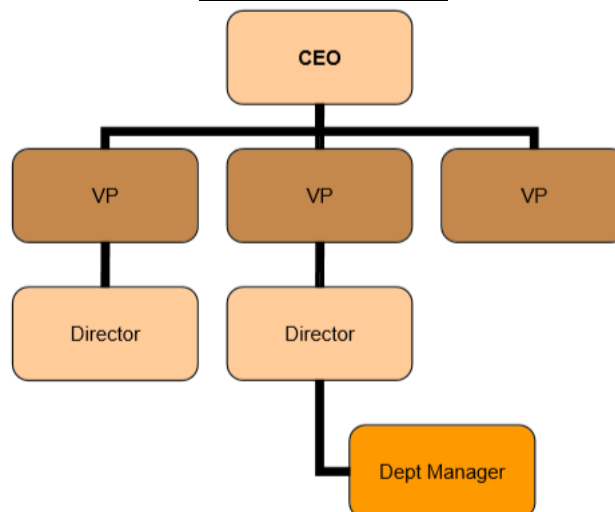 CEO
VP
VP
VP
Director
Director
Dept Manager